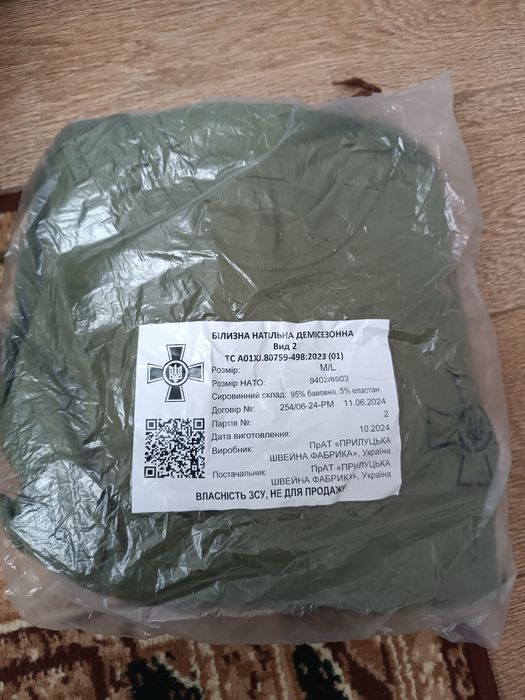 БІЛИЗНА НАТІЛЬНА ДЕМІСЕЗОННА
Вид 2
ТС А01XJ.80759-498:2023 (01)
Розмір: M/L
Розмір НАТО: 9402/8503
Сировинний склад: 95% бавовна, 5% еластан
Договір №: 254/06-24-РМ 11.06.2024
Партія №: 2
Дата виготовлення: 10.2024
Виробник: ПрАТ «ПРИЛУЦЬКА
ШВЕЙНА ФАБРИКА», Україна
Постачальник: ПрАТ «ПРИЛУЦЬКА
ШВЕЙНА ФАБРИКА», Україна
ВЛАСНІСТЬ ЗСУ, НЕ ДЛЯ ПРОДАЖУ